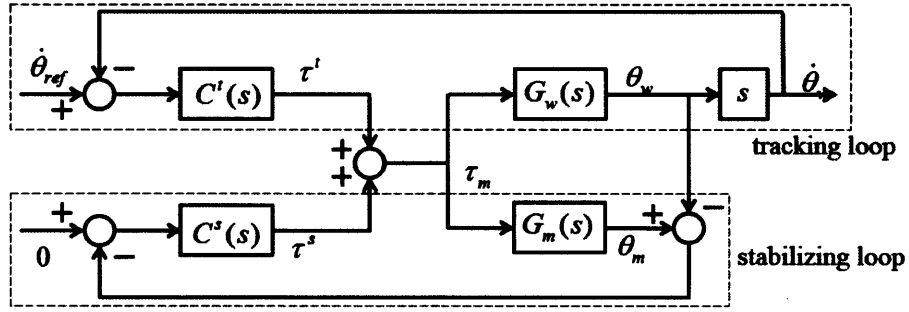 θ̇_ref
+
−
C^t(s)
τ^t
G_w(s)
θ_w
s
θ̇
tracking loop
+
+
τ_m
+
0
−
C^s(s)
τ^s
G_m(s)
θ_m
+
−
stabilizing loop